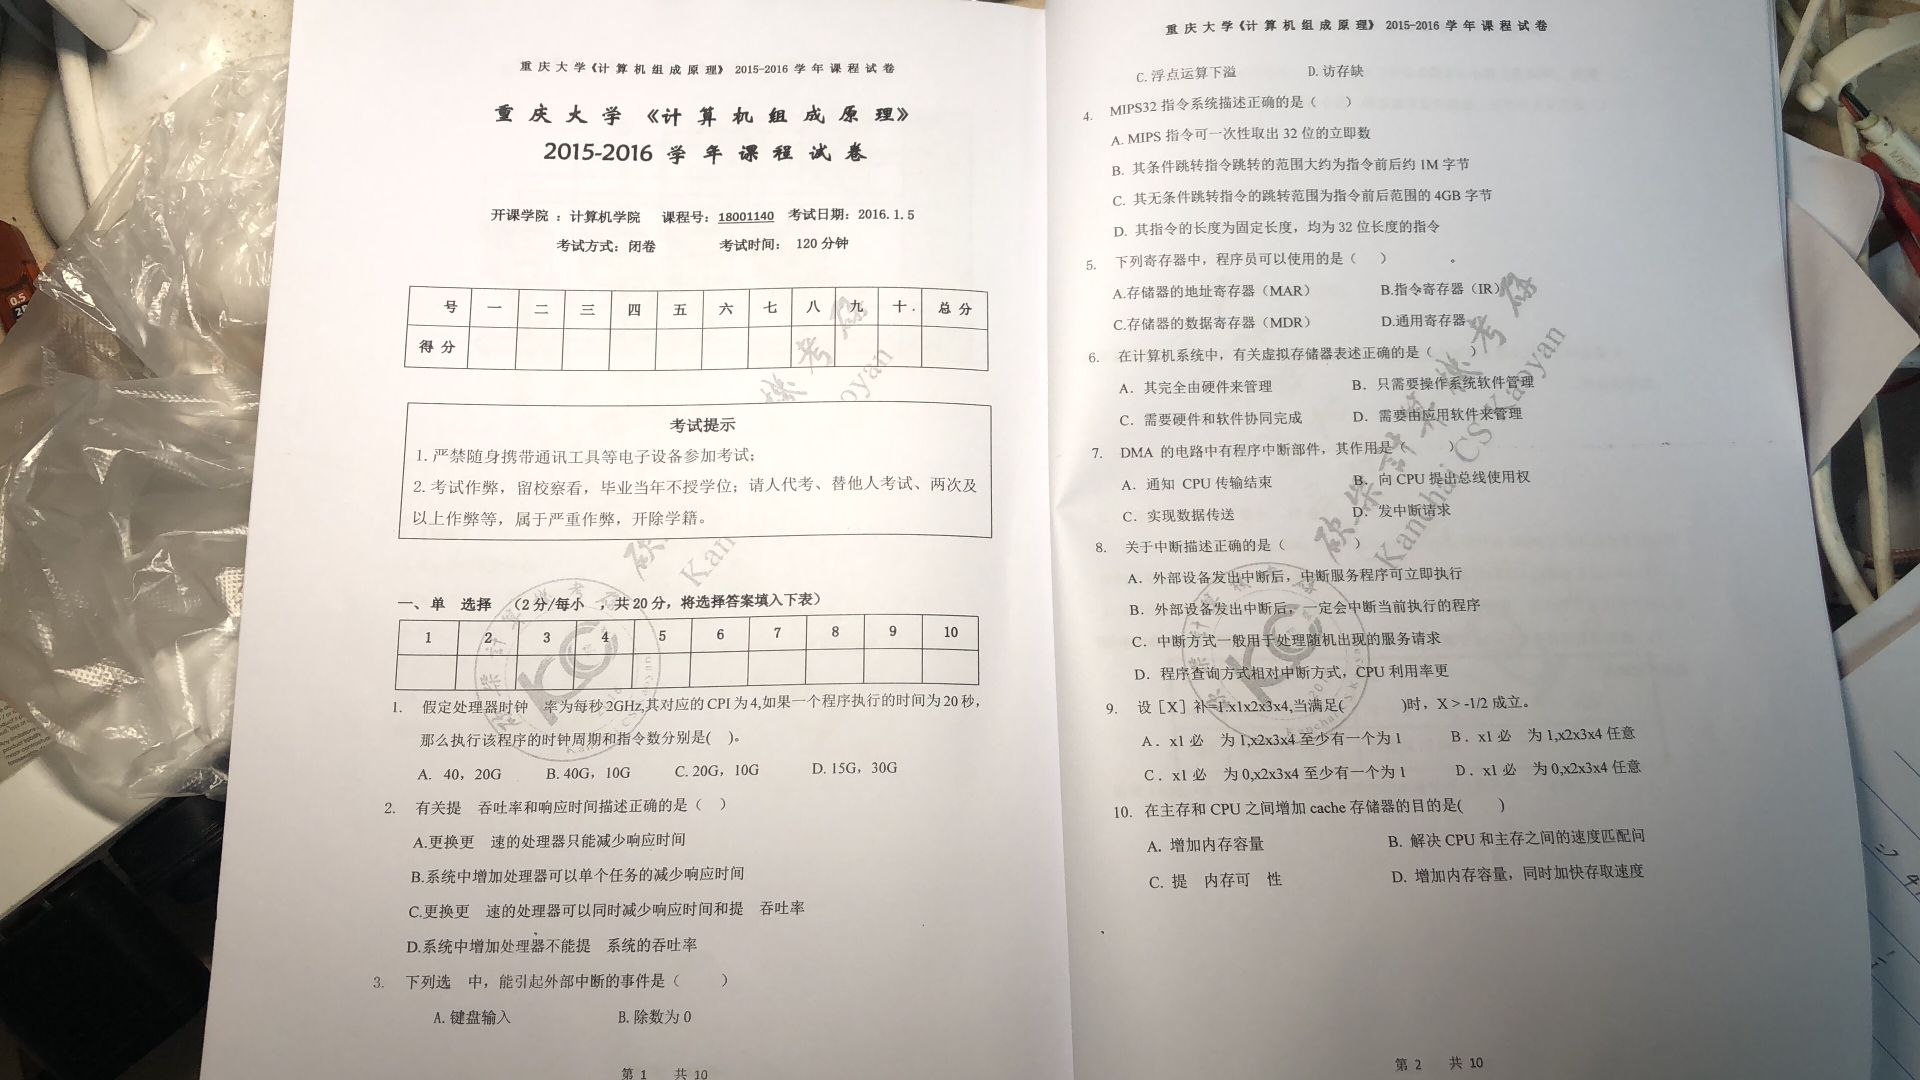 重庆大学《计算机组成原理》 2015-2016 学年课程试卷
重庆大学《计算机组成原理》
2015-2016 学年课程试卷
开课学院 ：计算机学院 课程号：18001140 考试日期：2016.1.5
考试方式：闭卷 考试时间： 120 分钟
号 一 二 三 四 五 六 七 八 九 十 . 总 分
得 分
考试提示
1. 严禁随身携带通讯工具等电子设备参加考试；
2. 考试作弊，留校察看，毕业当年不授学位；请人代考、替他人考试、两次及
以上作弊等，属于严重作弊，开除学籍。
一、单 选择 （2 分/每小 ，共 20 分，将选择答案填入下表）
1 2 3 4 5 6 7 8 9 10
1. 假定处理器时钟 率为每秒 2GHz,其对应的 CPI 为 4,如果一个程序执行的时间为 20 秒，
那么执行该程序的时钟周期和指令数分别是( )。
A. 40，20G B. 40G，10G C. 20G，10G D. 15G，30G
2. 有关提 吞吐率和响应时间描述正确的是（ ）
A.更换更 速的处理器只能减少响应时间
B.系统中增加处理器可以单个任务的减少响应时间
C.更换更 速的处理器可以同时减少响应时间和提 吞吐率
D.系统中增加处理器不能提 系统的吞吐率
3. 下列选 中，能引起外部中断的事件是（ ）
A. 键盘输入 B. 除数为 0
第 1 共 10
重庆大学《计算机组成原理》 2015-2016 学年课程试卷
C. 浮点运算下溢 D. 访存缺
4. MIPS32 指令系统描述正确的是（ ）
A. MIPS 指令可一次性取出 32 位的立即数
B. 其条件跳转指令跳转的范围大约为指令前后约 1M 字节
C. 其无条件跳转指令的跳转范围为指令前后范围的 4GB 字节
D. 其指令的长度为固定长度，均为 32 位长度的指令
5. 下列寄存器中，程序员可以使用的是（ ） 。
A.存储器的地址寄存器（MAR） B.指令寄存器（IR）
C.存储器的数据寄存器（MDR） D.通用寄存器
6. 在计算机系统中，有关虚拟存储器表述正确的是（ ）
A．其完全由硬件来管理 B．只需要操作系统软件管理
C．需要硬件和软件协同完成 D．需要由应用软件来管理
7. DMA 的电路中有程序中断部件，其作用是（ ）
A．通知 CPU 传输结束 B．向 CPU 提出总线使用权
C．实现数据传送 D．发中断请求
8. 关于中断描述正确的是（ ）
A．外部设备发出中断后，中断服务程序可立即执行
B．外部设备发出中断后，一定会中断当前执行的程序
C．中断方式一般用于处理随机出现的服务请求
D．程序查询方式相对中断方式，CPU 利用率更
9. 设［X］补=1.x1x2x3x4,当满足( )时，X > -1/2 成立。
A．x1 必 为 1,x2x3x4 至少有一个为 1 B．x1 必 为 1,x2x3x4 任意
C．x1 必 为 0,x2x3x4 至少有一个为 1 D．x1 必 为 0,x2x3x4 任意
10. 在主存和 CPU 之间增加 cache 存储器的目的是( )
A. 增加内存容量 B. 解决 CPU 和主存之间的速度匹配问
C. 提 内存可 性 D. 增加内存容量，同时加快存取速度
第 2 共 10